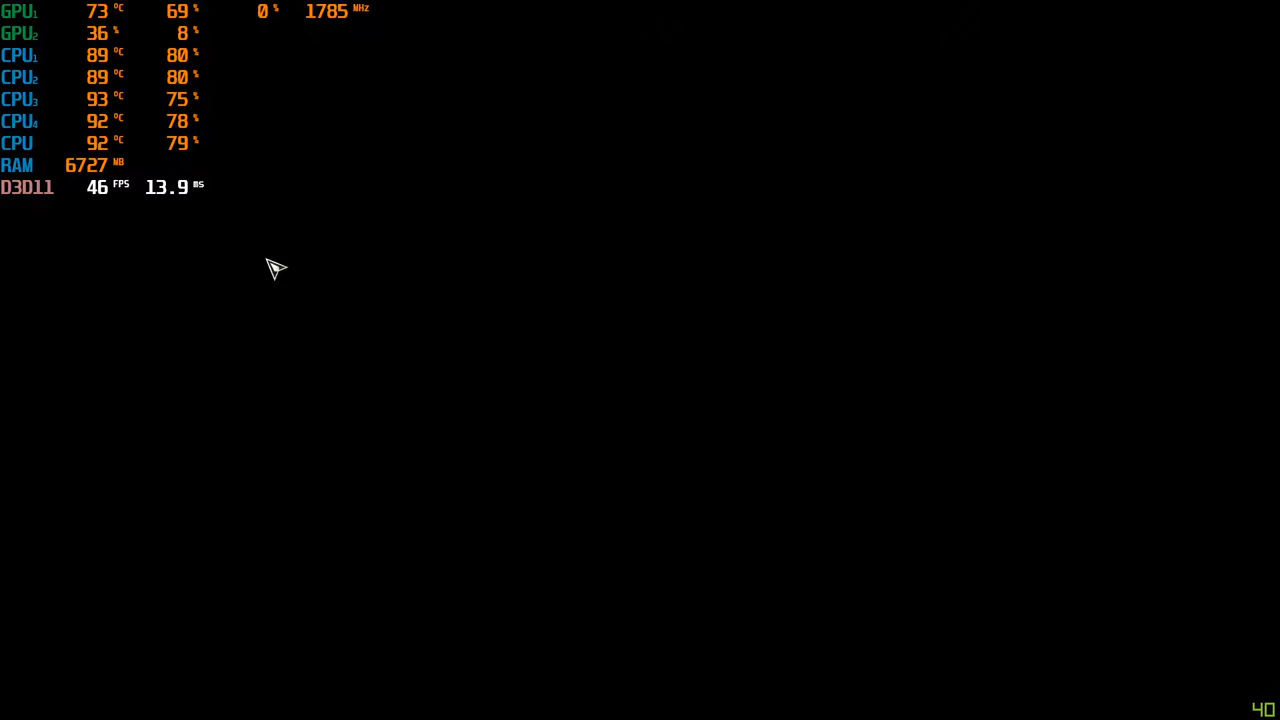 GPU1 73 °C 69 % 0 % 1785 MHz
GPU2 36 % 8 %
CPU1 89 °C 80 %
CPU2 89 °C 80 %
CPU3 93 °C 75 %
CPU4 92 °C 78 %
CPU 92 °C 79 %
RAM 6727 MB
D3D11 46 FPS 13.9 ms
40